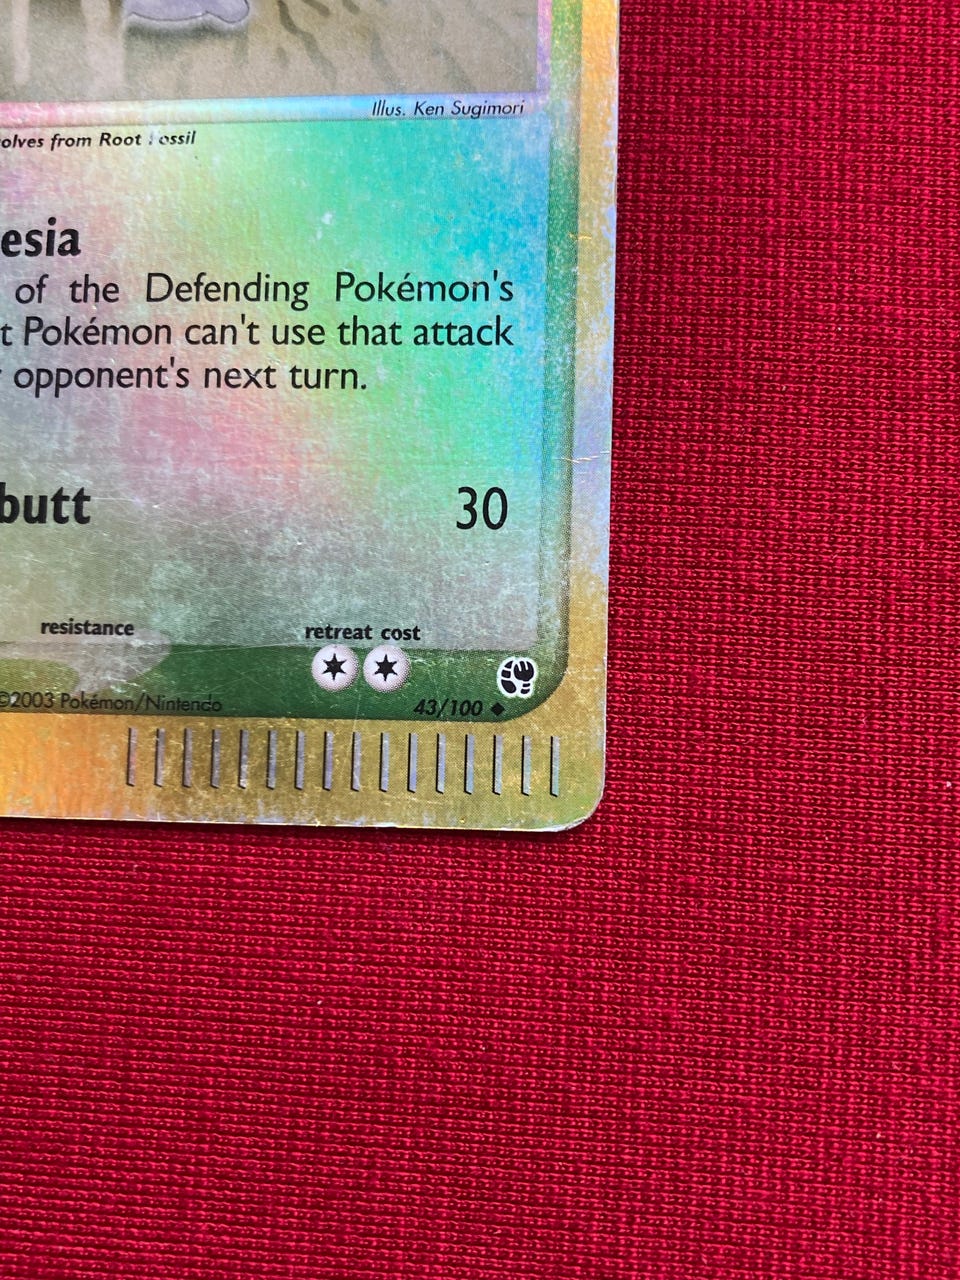 Illus. Ken Sugimori
olves from Root Fossil
esia
of the Defending Pokémon's
t Pokémon can't use that attack
opponent's next turn.
butt 30
resistance retreat cost
©2003 Pokémon/Nintendo 43/100